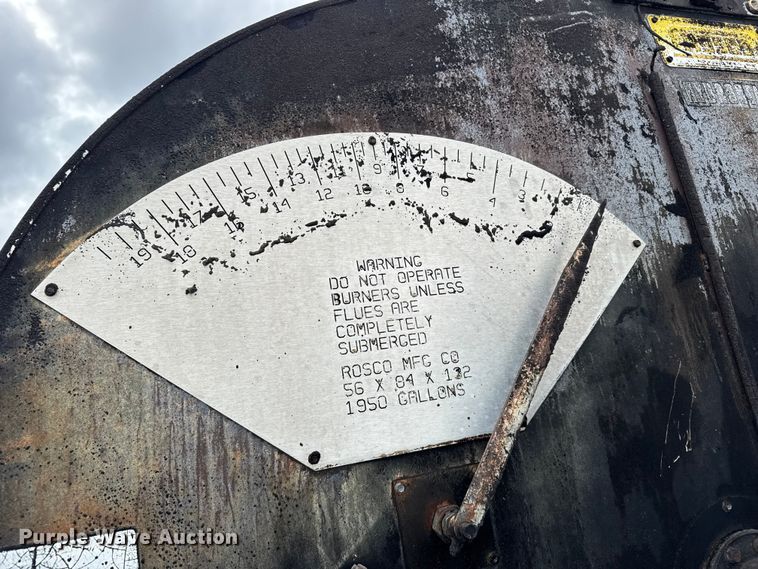 19 18 17 15 14 13 12 10 9 8 6 5 4 3
WARNING
DO NOT OPERATE
BURNERS UNLESS
FLUES ARE
COMPLETELY
SUBMERGED
ROSCO MFG CO
56 X 84 X 132
1950 GALLONS
Purple Wave Auction